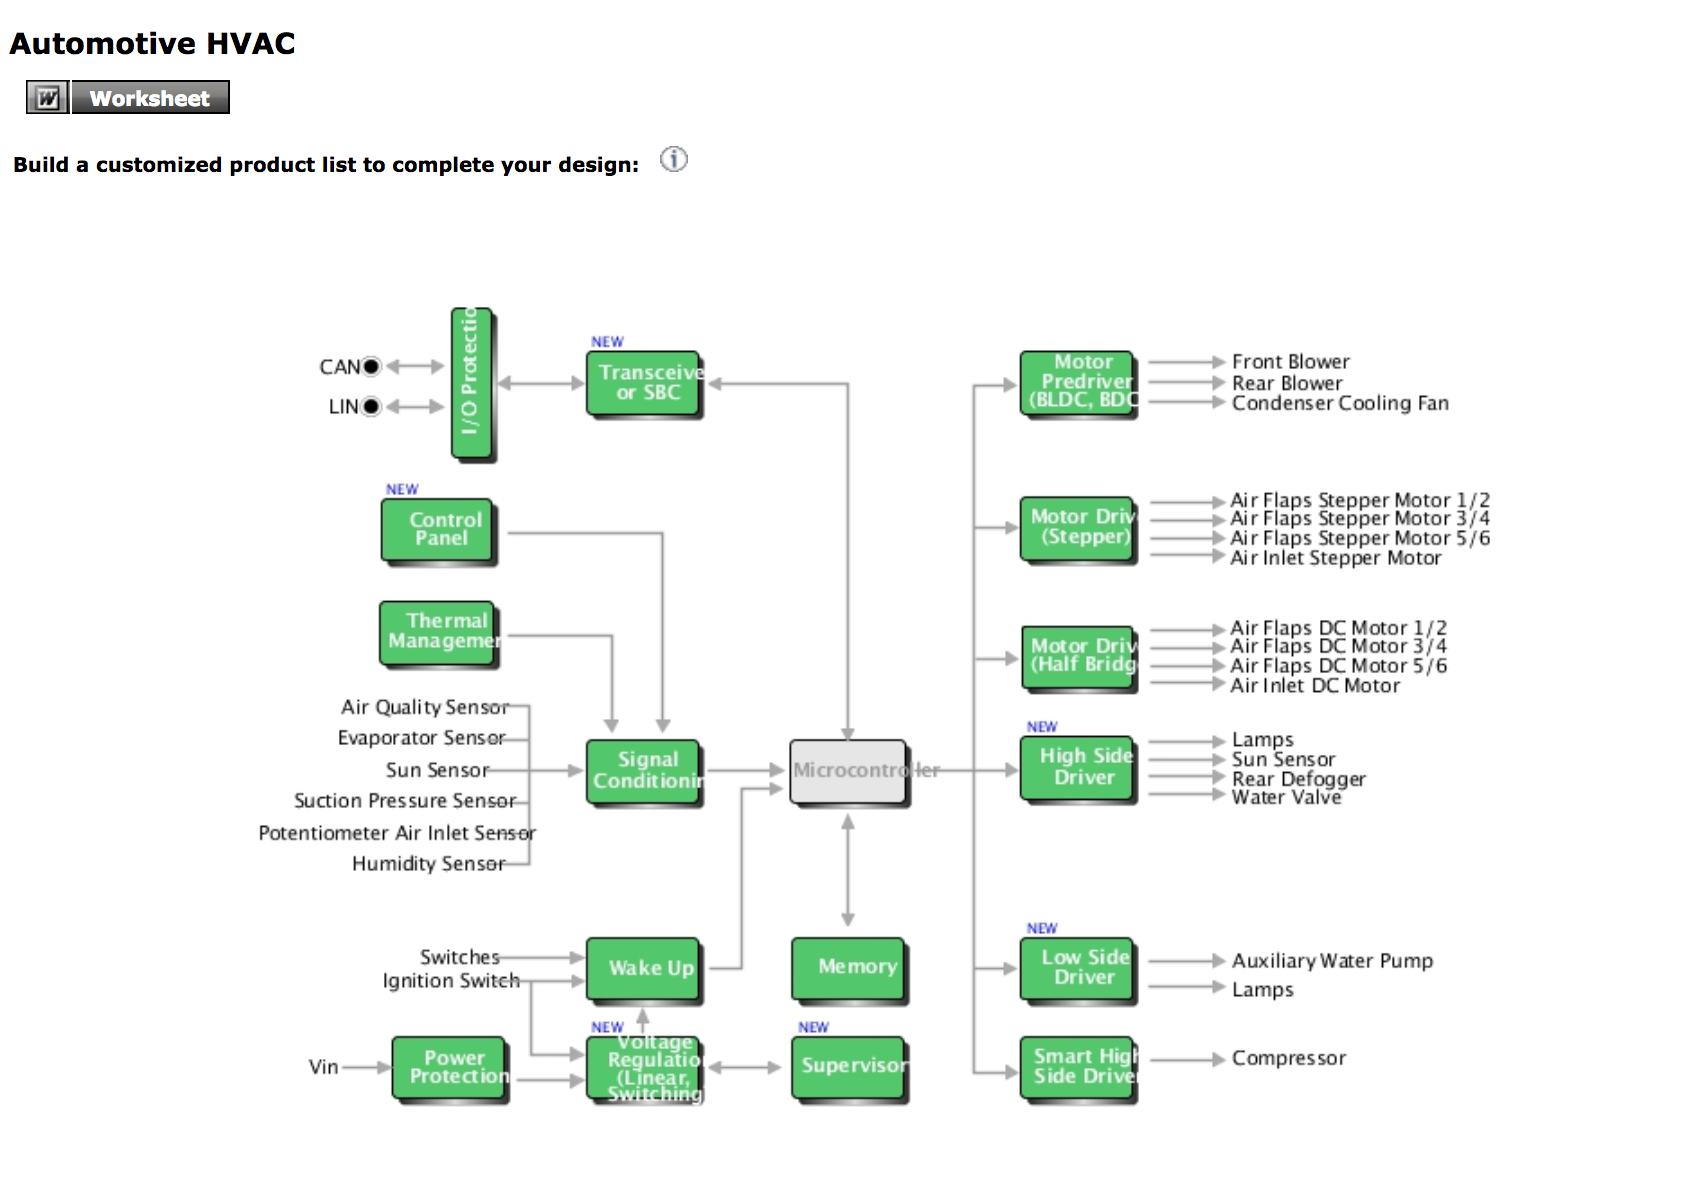 Automotive HVAC
W Worksheet
Build a customized product list to complete your design: i
CAN
LIN
I/O Protectio
NEW
Transceive
or SBC
NEW
Control
Panel
Thermal
Managemen
Air Quality Sensor
Evaporator Sensor
Sun Sensor
Suction Pressure Sensor
Potentiometer Air Inlet Sensor
Humidity Sensor
Signal
Conditionin
Microcontroller
Switches
Ignition Switch
Wake Up
Memory
Vin
Power
Protection
NEW
Voltage
Regulatio
(Linear,
Switching
NEW
Supervisor
Motor
Predriver
(BLDC, BDC
Front Blower
Rear Blower
Condenser Cooling Fan
Motor Driv
(Stepper)
Air Flaps Stepper Motor 1/2
Air Flaps Stepper Motor 3/4
Air Flaps Stepper Motor 5/6
Air Inlet Stepper Motor
Motor Driv
(Half Bridg
Air Flaps DC Motor 1/2
Air Flaps DC Motor 3/4
Air Flaps DC Motor 5/6
Air Inlet DC Motor
NEW
High Side
Driver
Lamps
Sun Sensor
Rear Defogger
Water Valve
NEW
Low Side
Driver
Auxiliary Water Pump
Lamps
Smart High
Side Drive
Compressor